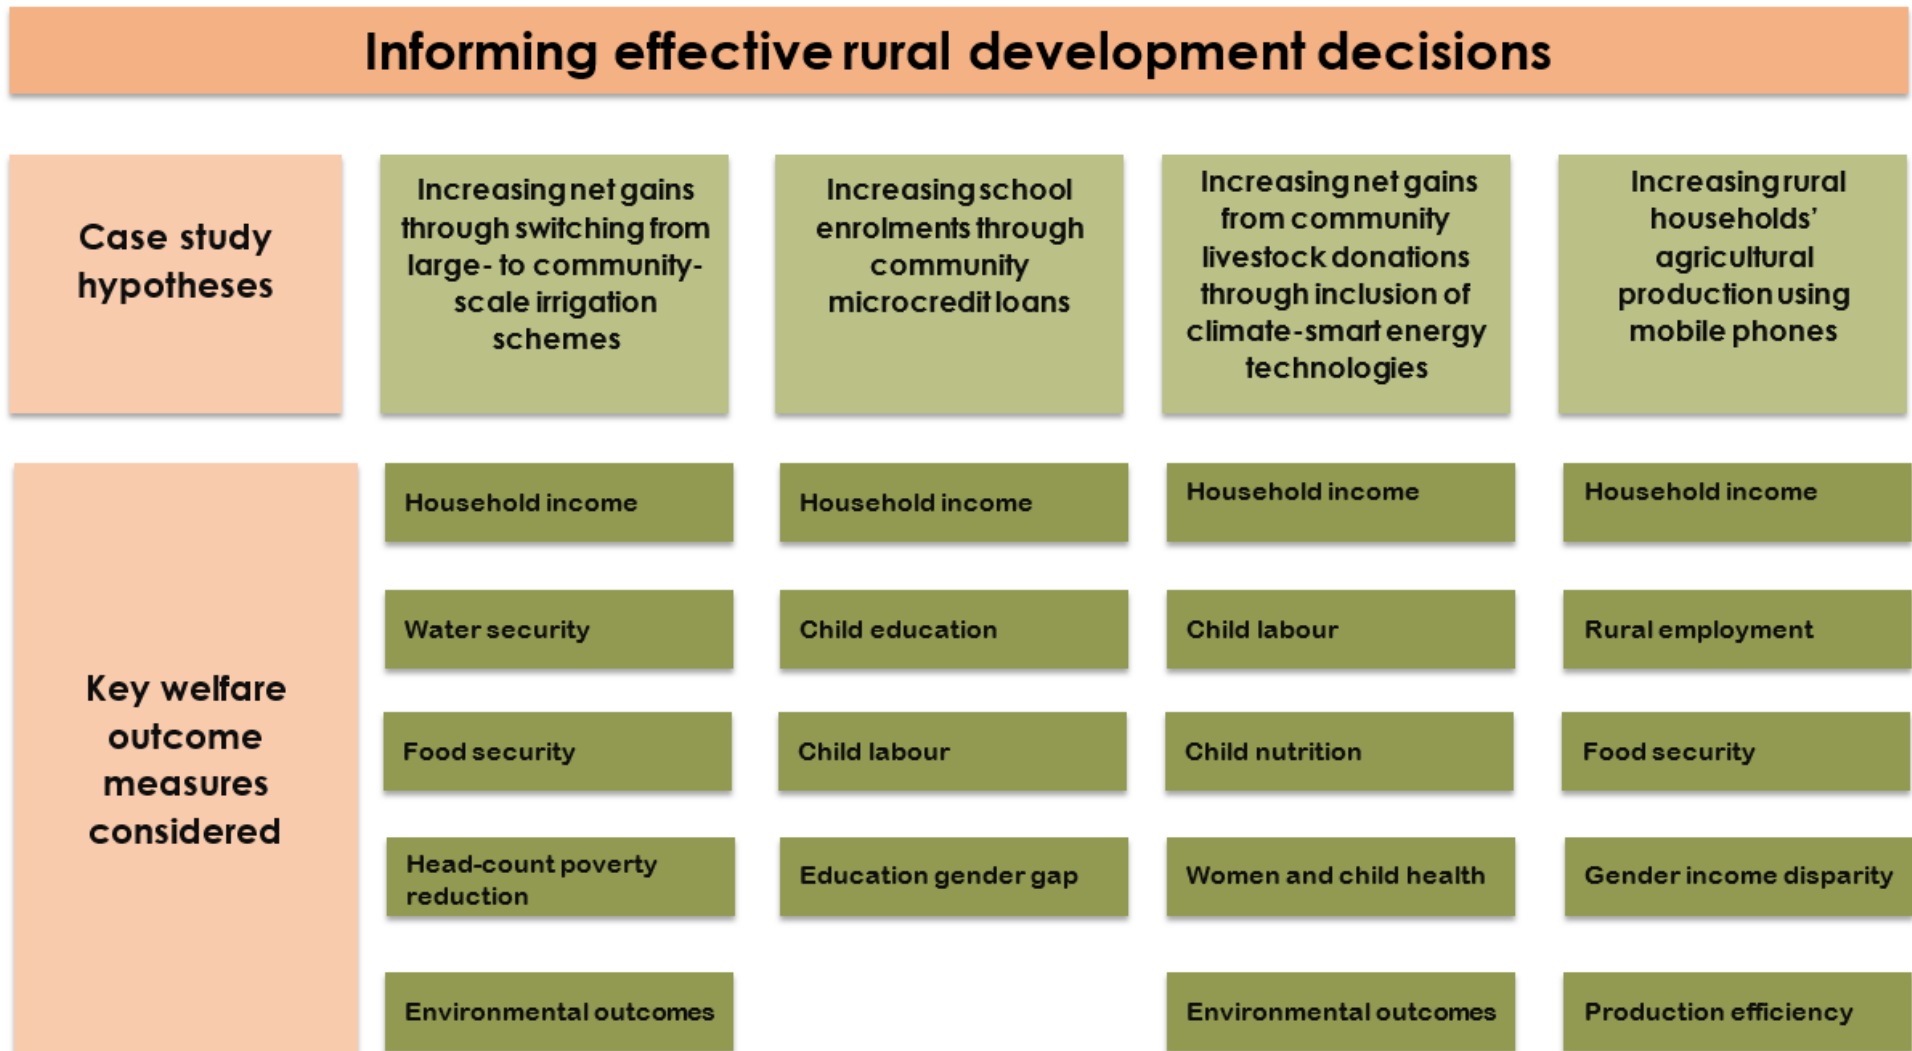 Informing effective rural development decisions
Case study
hypotheses
Increasing net gains
through switching from
large- to community-
scale irrigation
schemes
Increasing school
enrolments through
community
microcredit loans
Increasing net gains
from community
livestock donations
through inclusion of
climate-smart energy
technologies
Increasing rural
households’
agricultural
production using
mobile phones
Key welfare
outcome
measures
considered
Household income
Household income
Household income
Household income
Water security
Child education
Child labour
Rural employment
Food security
Child labour
Child nutrition
Food security
Head-count poverty
reduction
Education gender gap
Women and child health
Gender income disparity
Environmental outcomes
Environmental outcomes
Production efficiency